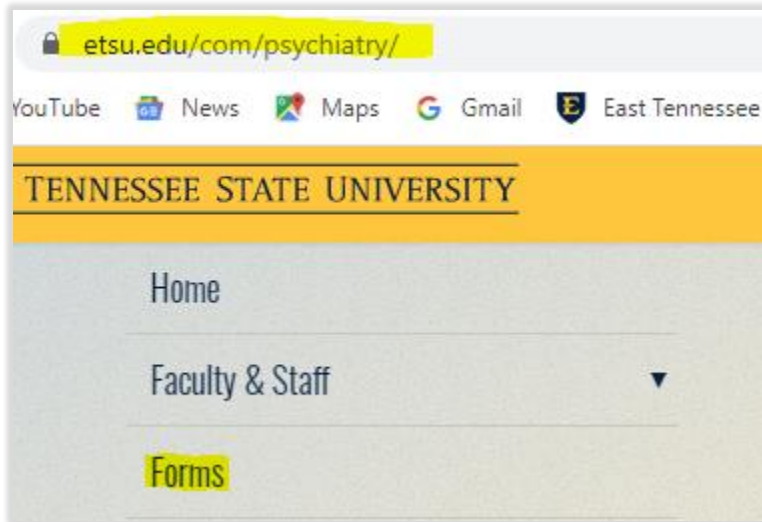 etsu.edu/com/psychiatry/
YouTube News Maps G Gmail E East Tennessee
TENNESSEE STATE UNIVERSITY
Home
Faculty & Staff
Forms